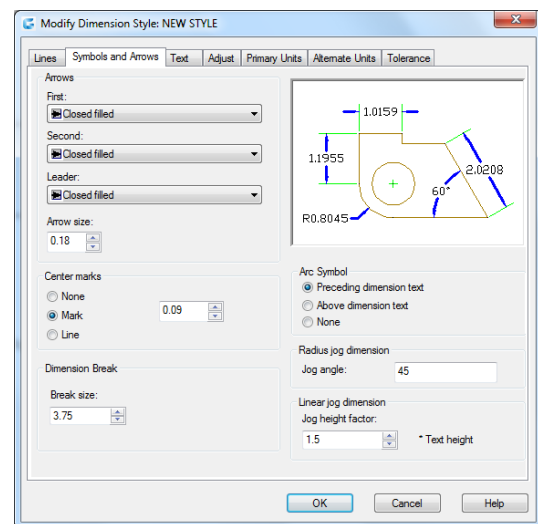 Modify Dimension Style: NEW STYLE
Lines Symbols and Arrows Text Adjust Primary Units Alternate Units Tolerance
Arrows
First:
Closed filled
Second:
Closed filled
Leader:
Closed filled
Arrow size:
0.18
1.0159
1.1955
2.0208
60°
R0.8045
Center marks
None
Mark
0.09
Line
Arc Symbol
Preceding dimension text
Above dimension text
None
Dimension Break
Break size:
3.75
Radius jog dimension
Jog angle: 45
Linear jog dimension
Jog height factor:
1.5 * Text height
OK Cancel Help